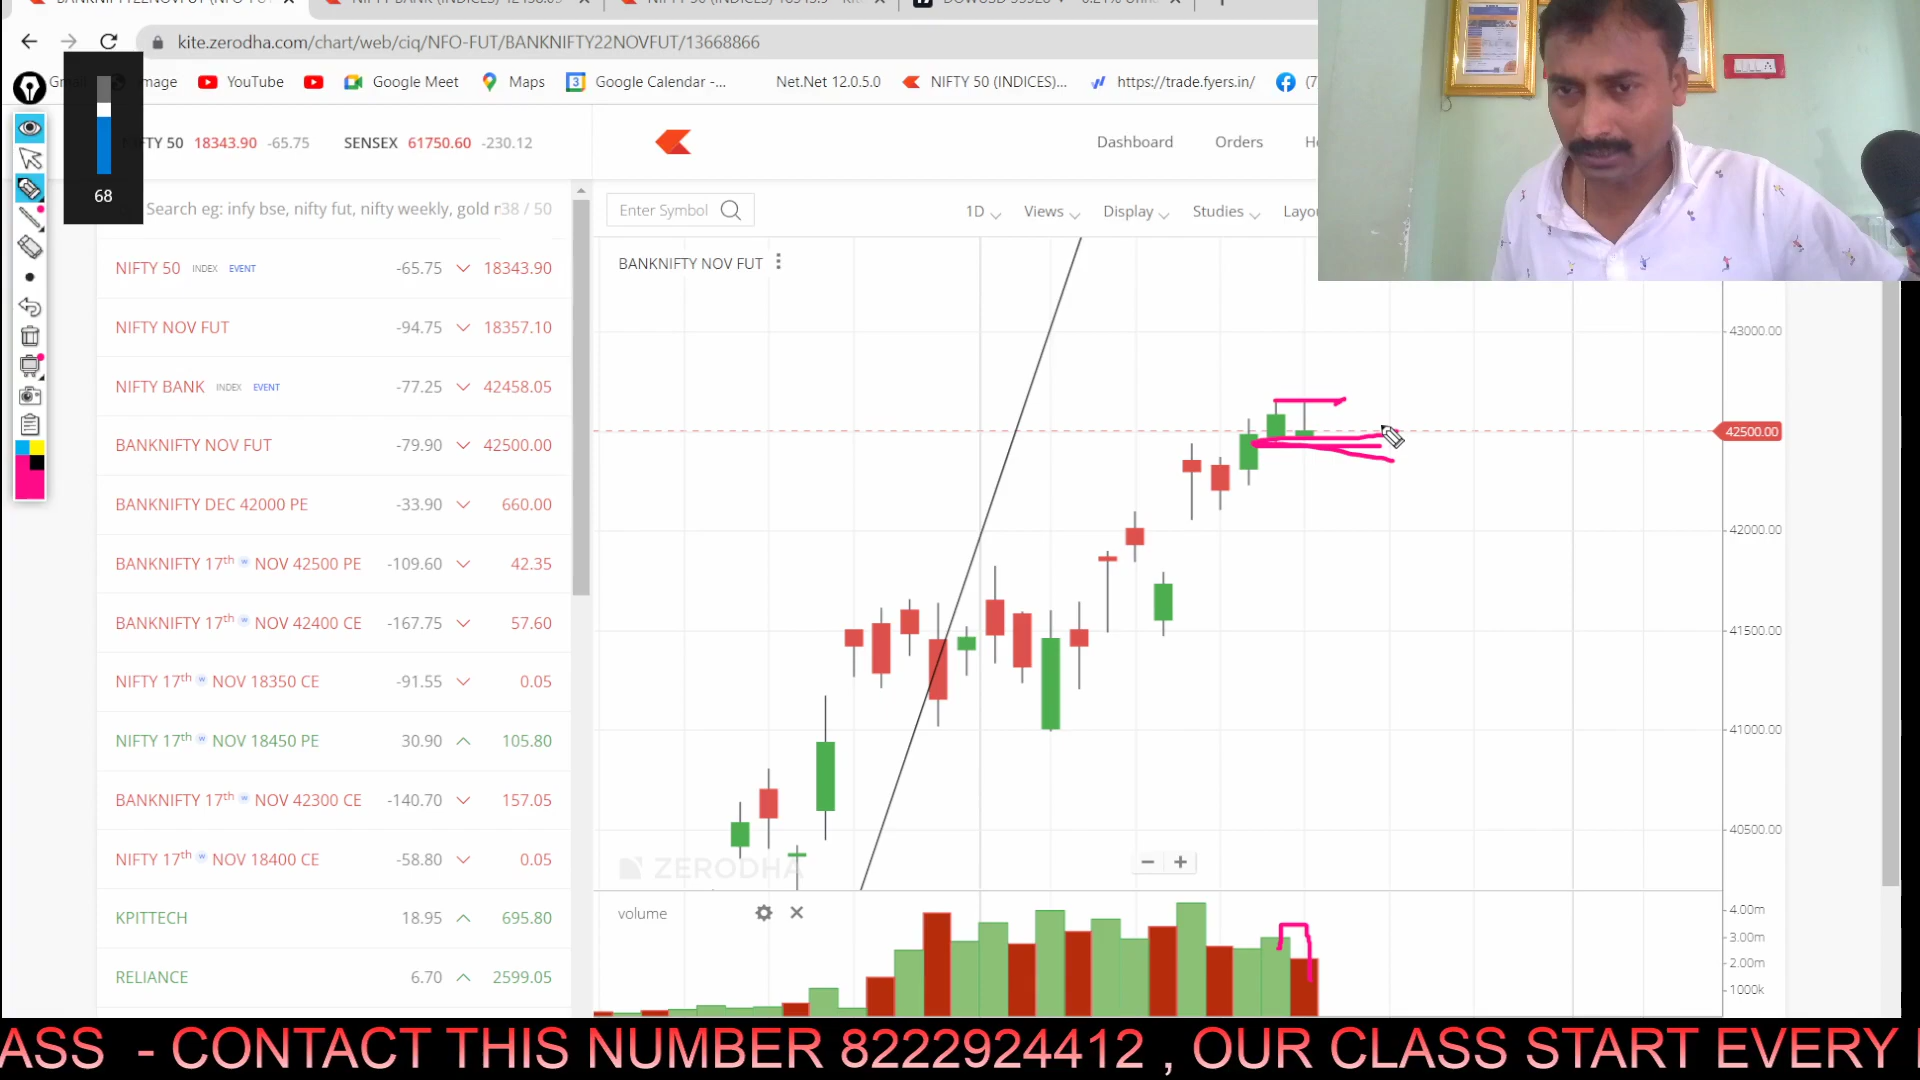 kite.zerodha.com/chart/web/ciq/NFO-FUT/BANKNIFTY22NOVFUT/13668866
YouTube
Google Meet
Maps
Google Calendar -...
Net.Net 12.0.5.0
NIFTY 50 (INDICES)...
https://trade.fyers.in/
68
NIFTY 50 18343.90 -65.75
SENSEX 61750.60 -230.12
Dashboard
Orders
Search eg: infy bse, nifty fut, nifty weekly, gold
38 / 50
Enter Symbol
1D
Views
Display
Studies
NIFTY 50 INDEX EVENT -65.75 18343.90
NIFTY NOV FUT -94.75 18357.10
NIFTY BANK INDEX EVENT -77.25 42458.05
BANKNIFTY NOV FUT -79.90 42500.00
BANKNIFTY DEC 42000 PE -33.90 660.00
BANKNIFTY 17th w NOV 42500 PE -109.60 42.35
BANKNIFTY 17th w NOV 42400 CE -167.75 57.60
NIFTY 17th w NOV 18350 CE -91.55 0.05
NIFTY 17th w NOV 18450 PE 30.90 105.80
BANKNIFTY 17th w NOV 42300 CE -140.70 157.05
NIFTY 17th w NOV 18400 CE -58.80 0.05
KPITTECH 18.95 695.80
RELIANCE 6.70 2599.05
BANKNIFTY NOV FUT
43000.00
42500.00
42000.00
41500.00
41000.00
40500.00
ZERODHA
volume
4.00m
3.00m
2.00m
1000k
ASS - CONTACT THIS NUMBER 8222924412 , OUR CLASS START EVERY